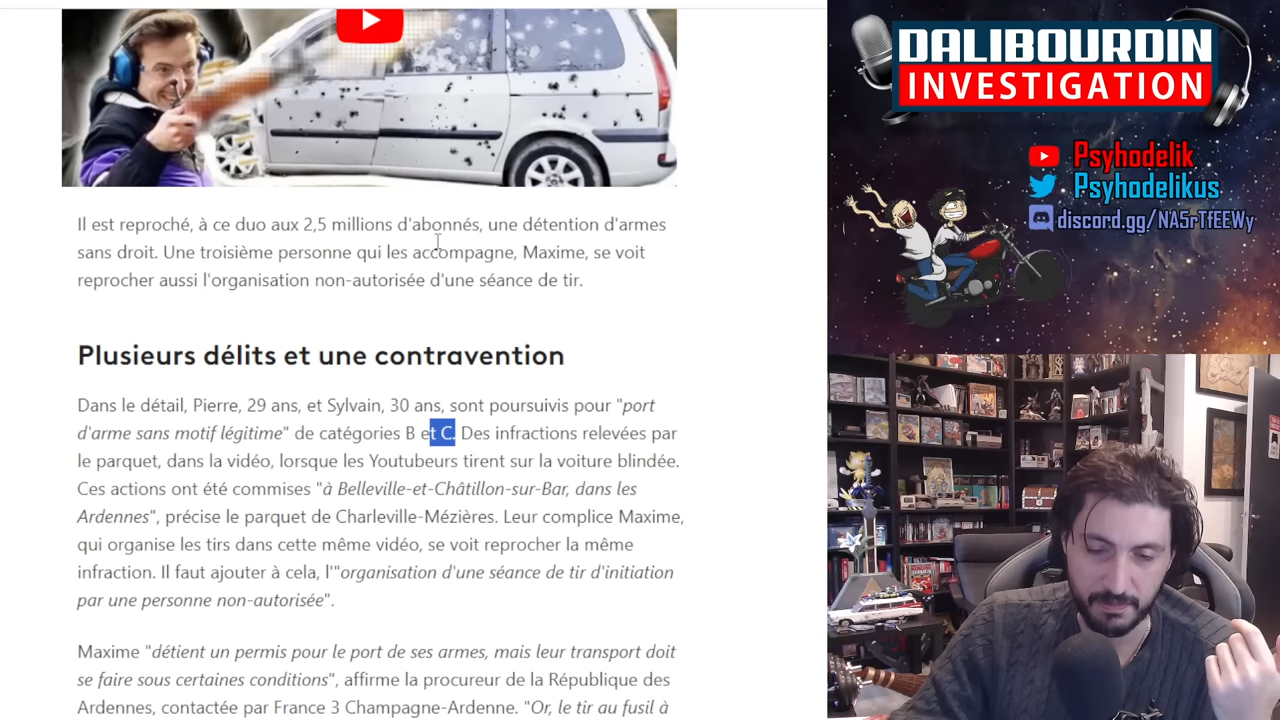 Il est reproché, à ce duo aux 2,5 millions d'abonnés, une détention d'armes
sans droit. Une troisième personne qui les accompagne, Maxime, se voit
reprocher aussi l'organisation non-autorisée d'une séance de tir.
Plusieurs délits et une contravention
Dans le détail, Pierre, 29 ans, et Sylvain, 30 ans, sont poursuivis pour "port
d'arme sans motif légitime" de catégories B et C. Des infractions relevées par
le parquet, dans la vidéo, lorsque les Youtubeurs tirent sur la voiture blindée.
Ces actions ont été commises "à Belleville-et-Châtillon-sur-Bar, dans les
Ardennes", précise le parquet de Charleville-Mézières. Leur complice Maxime,
qui organise les tirs dans cette même vidéo, se voit reprocher la même
infraction. Il faut ajouter à cela, l'"organisation d'une séance de tir d'initiation
par une personne non-autorisée".
Maxime "détient un permis pour le port de ses armes, mais leur transport doit
se faire sous certaines conditions", affirme la procureur de la République des
Ardennes, contactée par France 3 Champagne-Ardenne. "Or, le tir au fusil à
DALIBOURDIN
INVESTIGATION
Psyhodelik
Psyhodelikus
discord.gg/NA5rTfEEWy